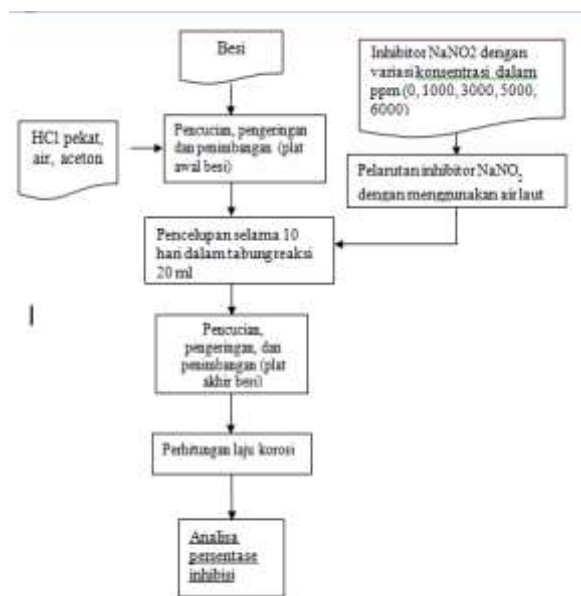 Besi
Inhibitor NaNO2 dengan
variasi konsentrasi dalam
ppm (0, 1000, 3000, 5000,
6000)
HCl pekat,
air, aceton
Pencucian, pengeringan
dan penimbangan (plat
awal besi)
Pelarutan inhibitor NaNO2
dengan menggunakan air laut
Pencelupan selama 10
hari dalam tabung reaksi
20 ml
Pencucian,
pengeringan, dan
penimbangan (plat
akhir besi)
Perhitungan laju korosi
Analisa
persentase
inhibisi